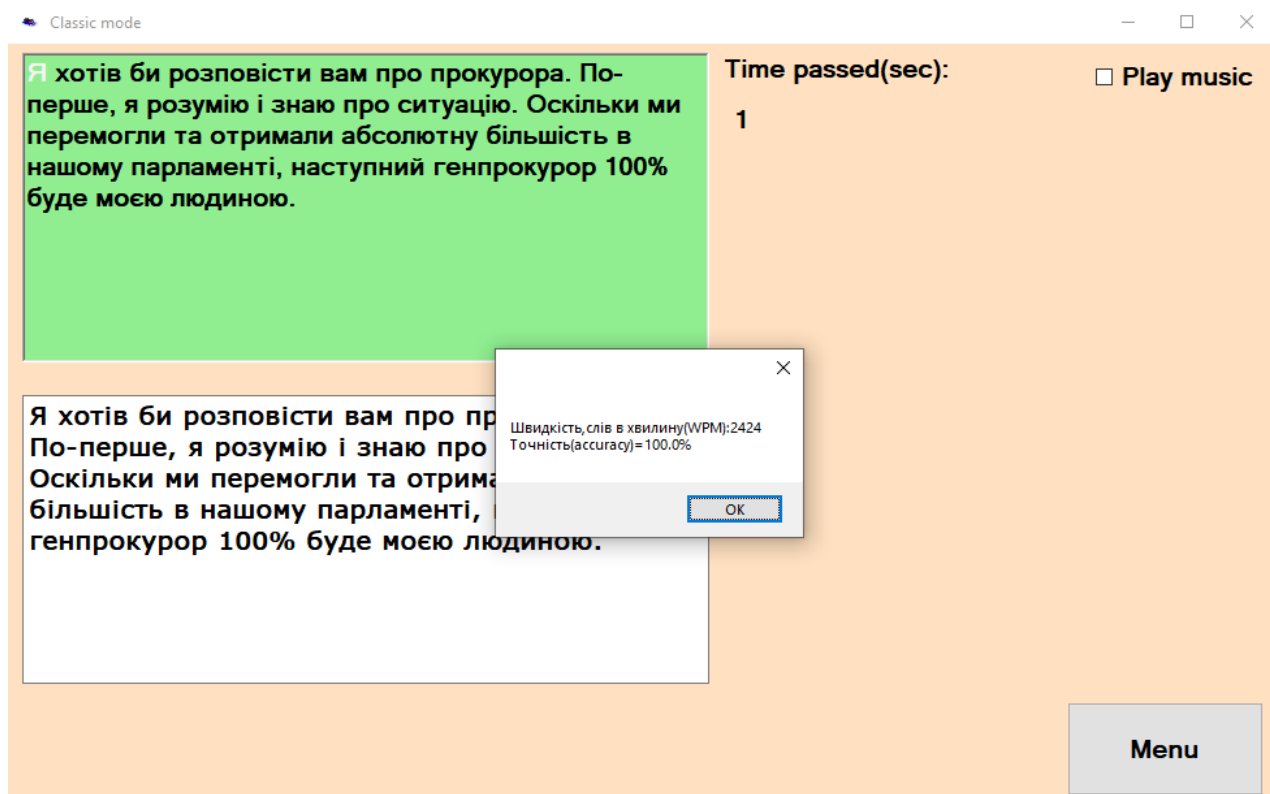 Classic mode
Я хотів би розповісти вам про прокурора. По-
перше, я розумію і знаю про ситуацію. Оскільки ми
перемогли та отримали абсолютну більшість в
нашому парламенті, наступний генпрокурор 100%
буде моєю людиною.
Time passed(sec):
1
Play music
Я хотів би розповісти вам про
По-перше, я розумію і знаю про
Оскільки ми перемогли та
більшість в нашому парламенті,
генпрокурор 100% буде моєю людиною.
Швидкість,слів в хвилину(WPM):2424
Точність(accuracy)=100.0%
OK
Menu